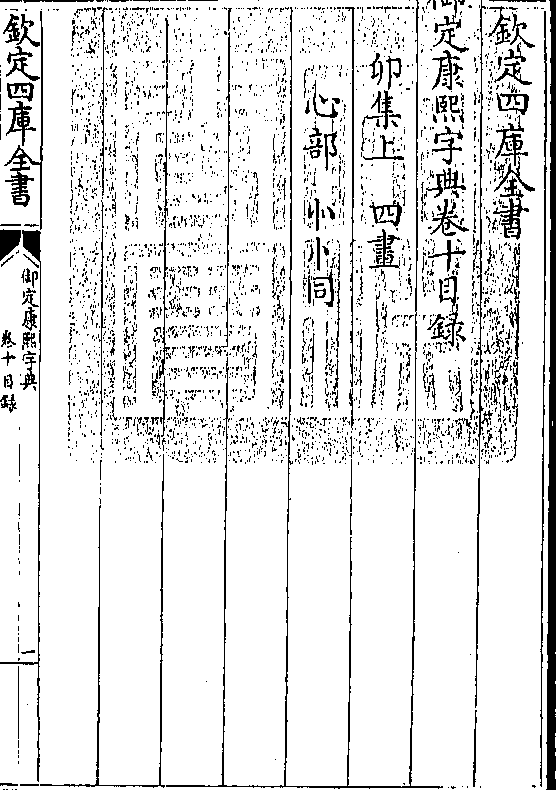 欽定四庫全書
御定康熙字典卷十目録
卯集上　四畫
心部　忄㣺同
欽定四庫全書
御定康熙字典
卷十目録
一